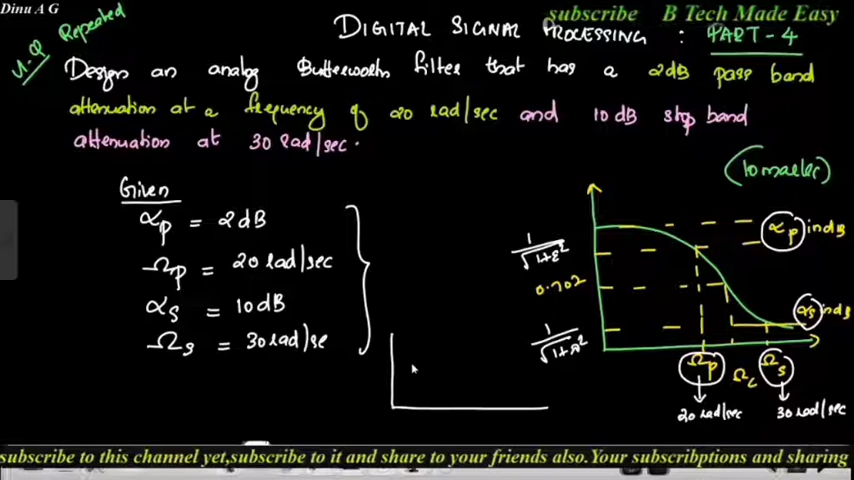 Dinu A G
subscribe B Tech Made Easy
U.Q Repeated
DIGITAL SIGNAL PROCESSING : PART-4
Design an analog Butterworth filter that has a 2dB pass band
attenuation at a frequency of 20 rad/sec and 10 dB stop band
attenuation at 30 rad/sec.
(10 marks)
Given
αp = 2dB
Ωp = 20 rad/sec
αs = 10dB
Ωs = 30 rad/se
αp in dB
1/√1+ε²
0.707
αs in dB
1/√1+λ²
Ωp Ωc Ωs
20 rad/sec 30 rad/sec
subscribe to this channel yet,subscribe to it and share to your friends also.Your subscribptions and sharing